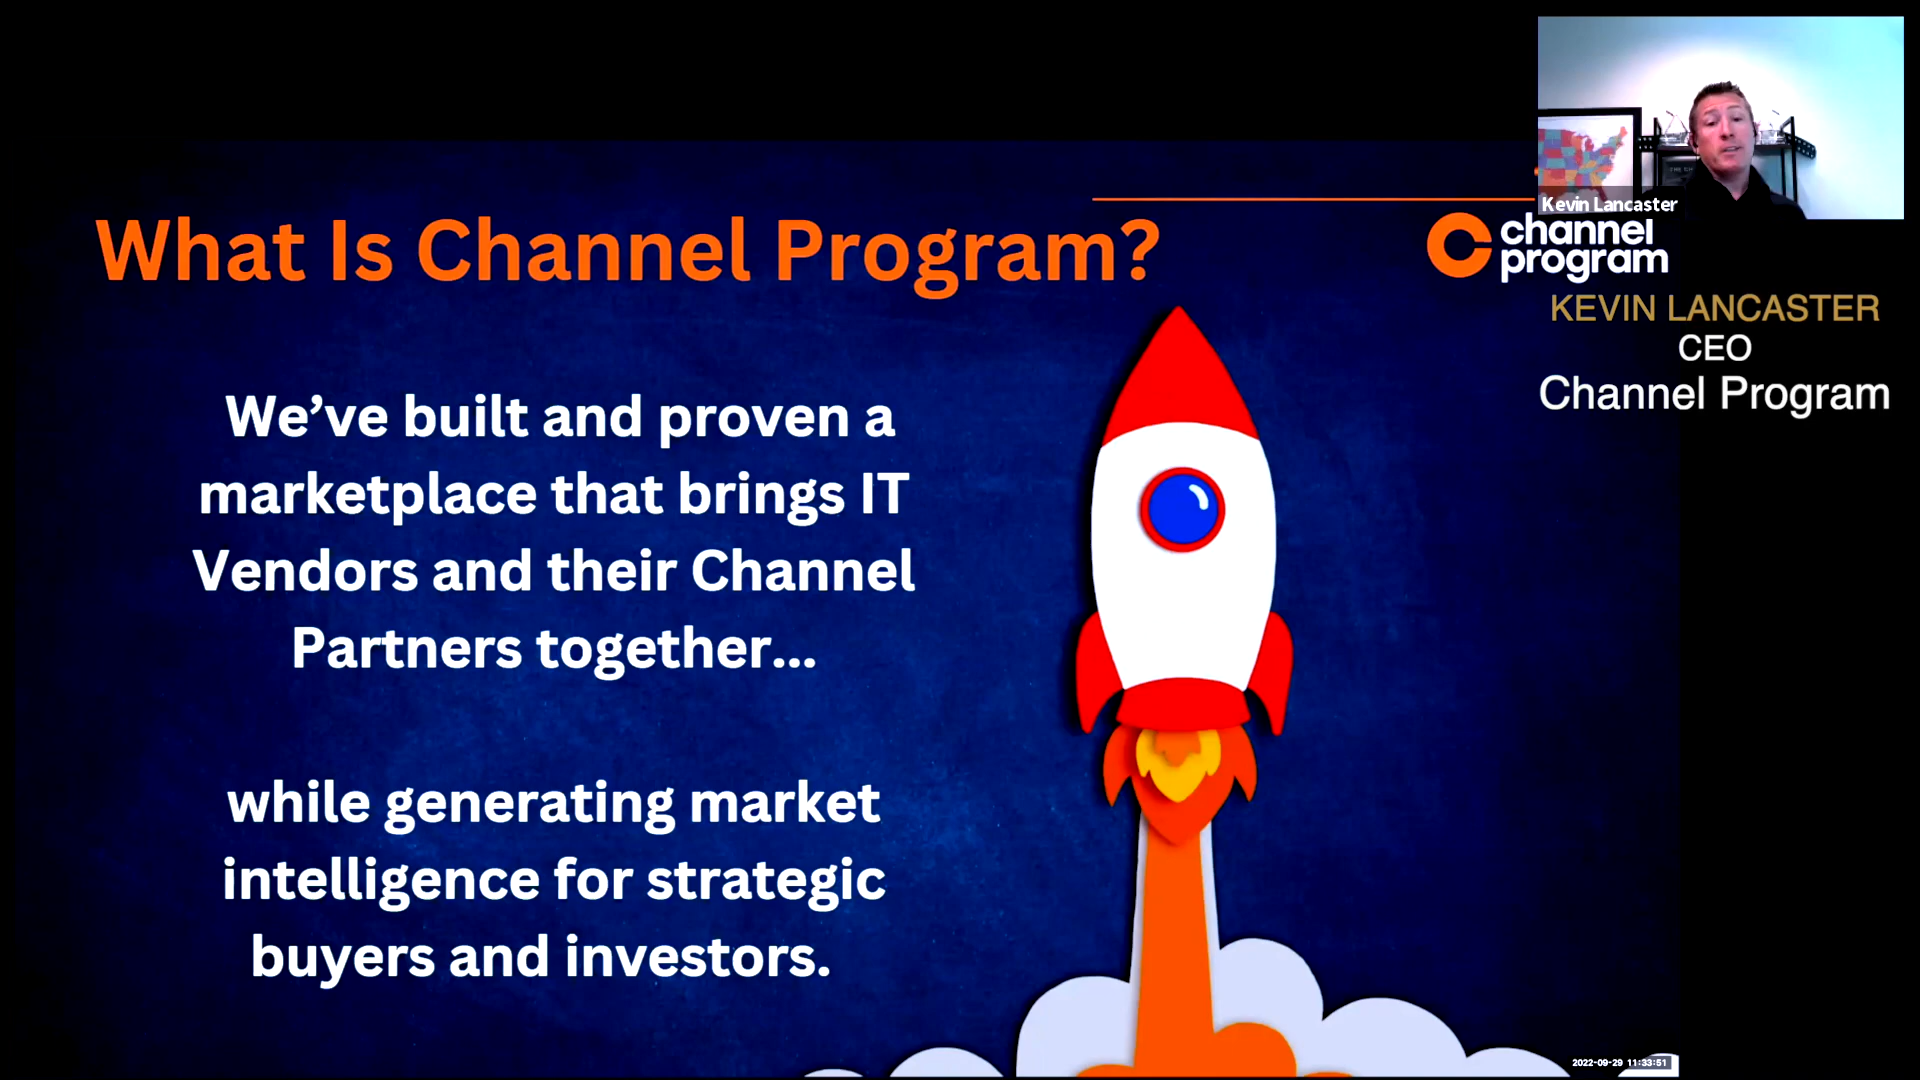 What Is Channel Program?
We’ve built and proven a
marketplace that brings IT
Vendors and their Channel
Partners together...
while generating market
intelligence for strategic
buyers and investors.
Kevin Lancaster
channel
program
KEVIN LANCASTER
CEO
Channel Program
2022-09-29 11:33:51